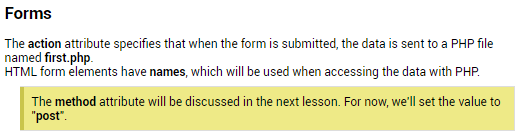 Forms
The action attribute specifies that when the form is submitted, the data is sent to a PHP file
named first.php.
HTML form elements have names, which will be used when accessing the data with PHP.
The method attribute will be discussed in the next lesson. For now, we'll set the value to
"post".